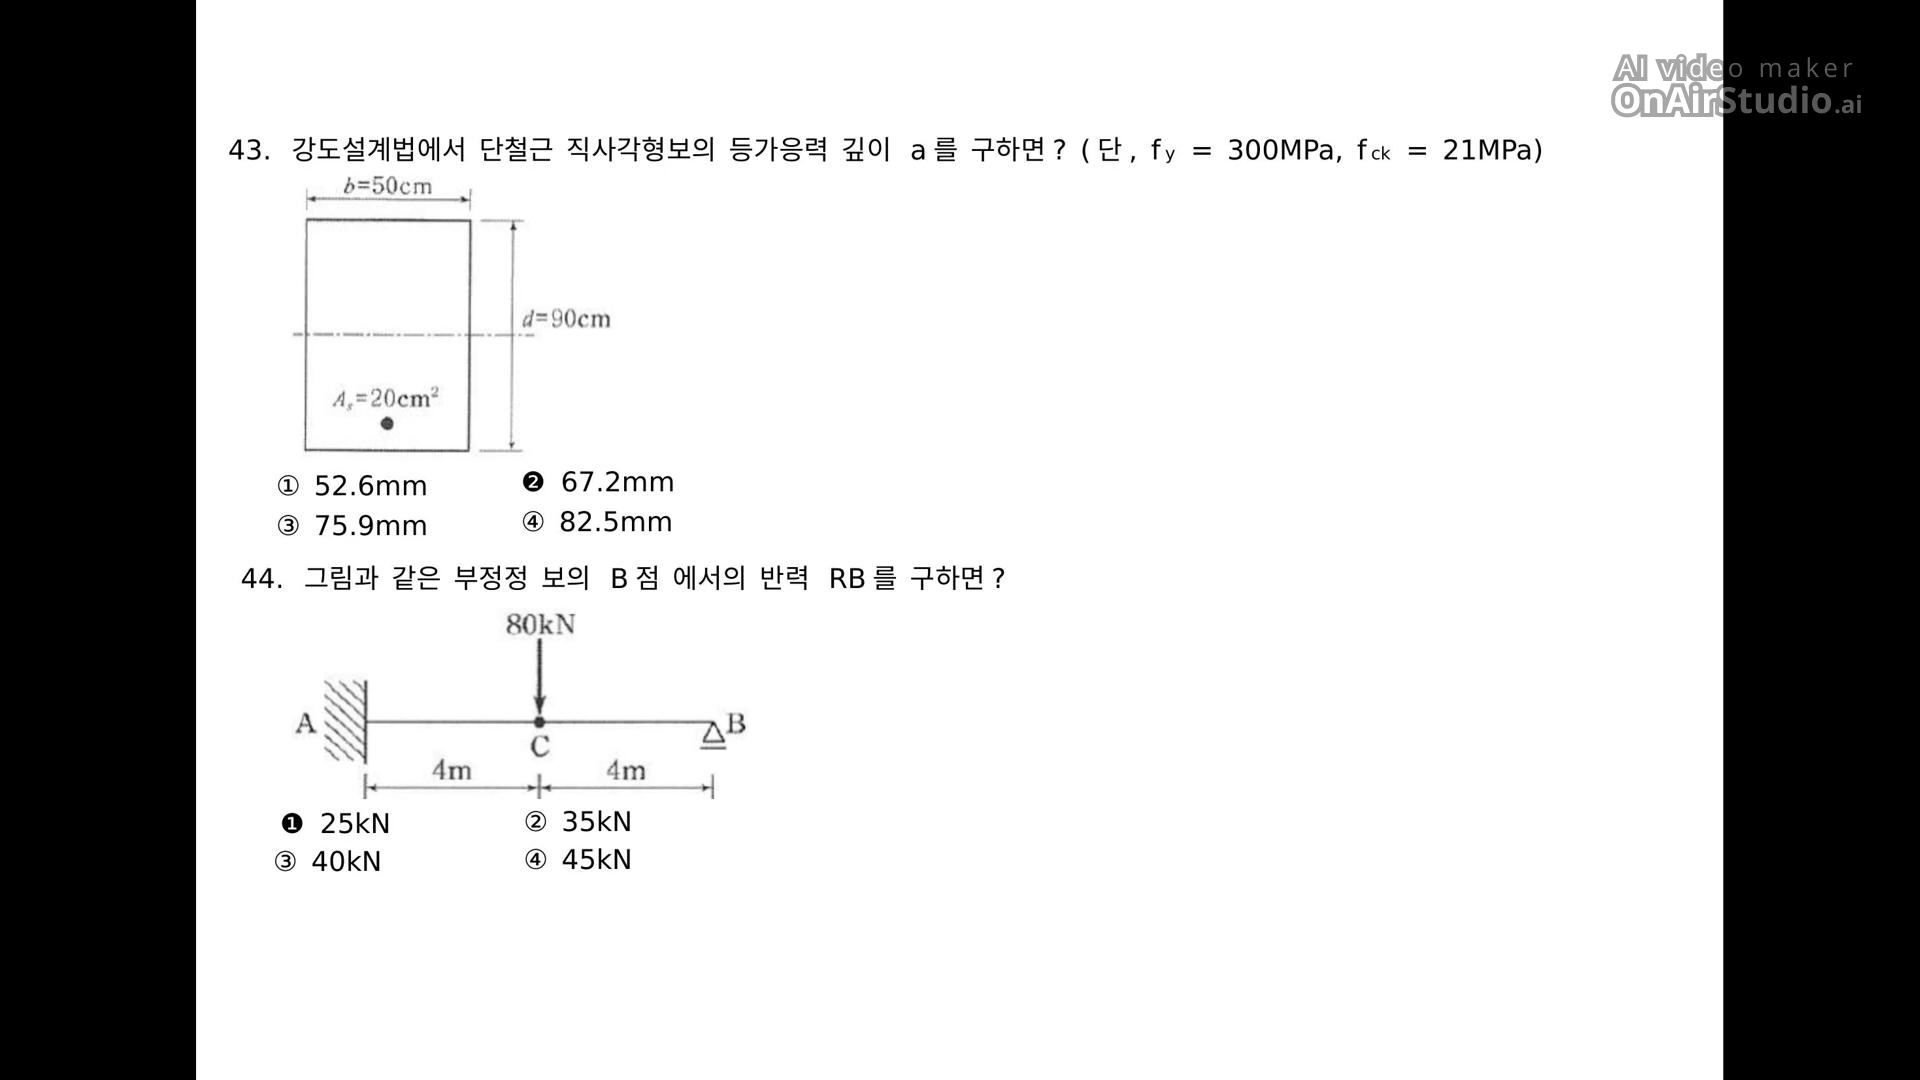 AI video maker
OnAirStudio.ai
43. 강도설계법에서 단철근 직사각형보의 등가응력 깊이 a를 구하면? (단, fy = 300MPa, fck = 21MPa)
b=50cm
d=90cm
As=20cm²
① 52.6mm ❷ 67.2mm
③ 75.9mm ④ 82.5mm
44. 그림과 같은 부정정 보의 B점 에서의 반력 RB를 구하면?
80kN
A B
C
4m 4m
❶ 25kN ② 35kN
③ 40kN ④ 45kN